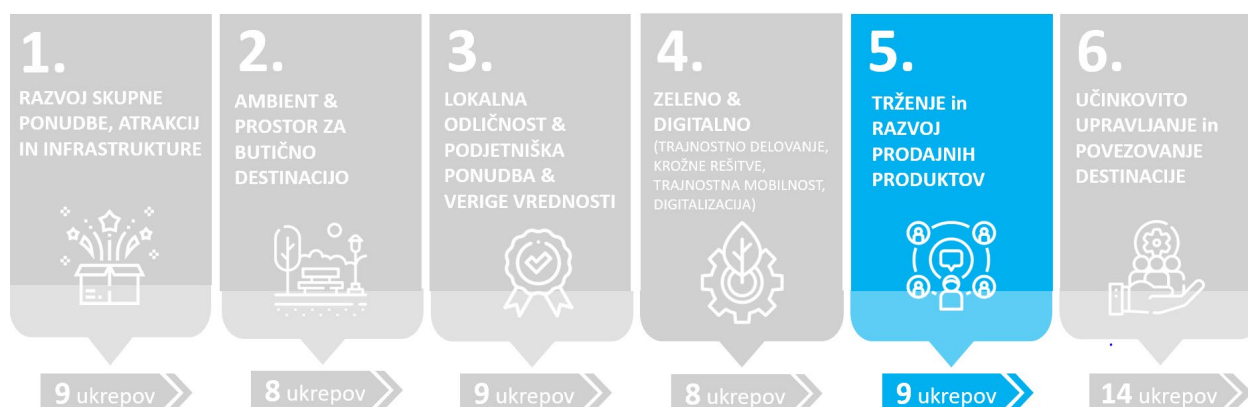 1.
RAZVOJ SKUPNE
PONUDBE, ATRAKCIJ
IN INFRASTRUKTURE
9 ukrepov
2.
AMBIENT &
PROSTOR ZA
BUTIČNO
DESTINACIJO
8 ukrepov
3.
LOKALNA
ODLIČNOST &
PODJETNIŠKA
PONUDBA &
VERIGE VREDNOSTI
9 ukrepov
4.
ZELENO &
DIGITALNO
(TRAJNOSTNO DELOVANJE,
KROŽNE REŠITVE,
TRAJNOSTNA MOBILNOST,
DIGITALIZACIJA)
8 ukrepov
5.
TRŽENJE in
RAZVOJ
PRODAJNIH
PRODUKTOV
9 ukrepov
6.
UČINKOVITO
UPRAVLJANJE in
POVEZOVANJE
DESTINACIJE
14 ukrepov